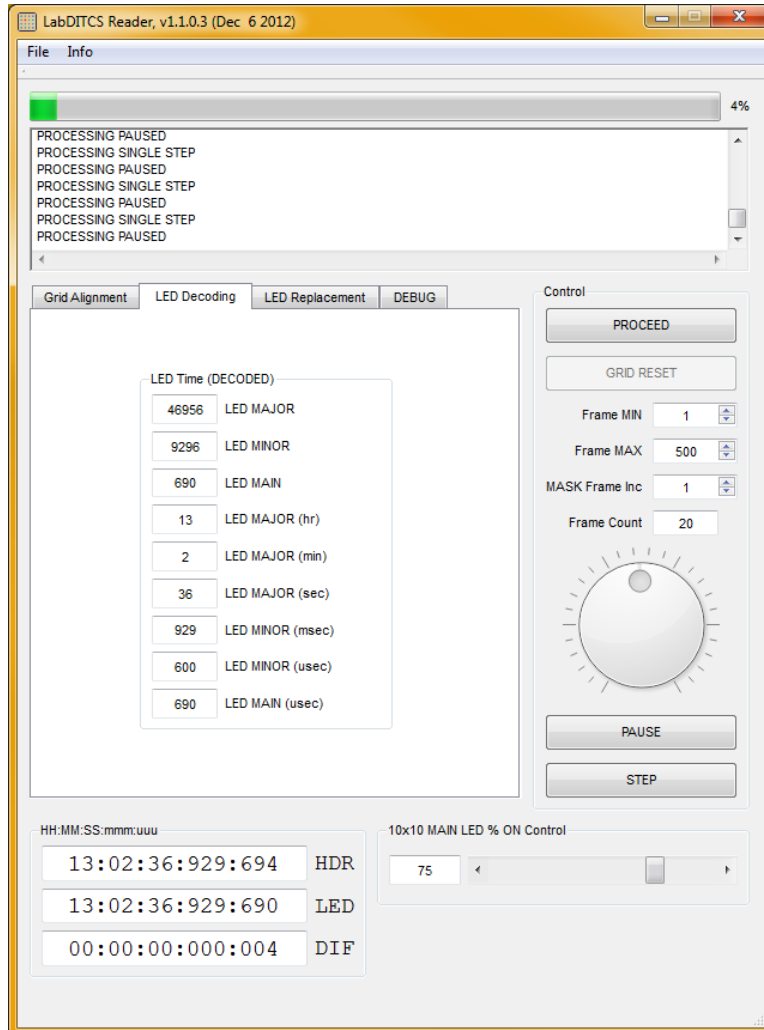 LabDITCS Reader, v1.1.0.3 (Dec  6 2012)
File Info
4%
PROCESSING PAUSED
PROCESSING SINGLE STEP
PROCESSING PAUSED
PROCESSING SINGLE STEP
PROCESSING PAUSED
PROCESSING SINGLE STEP
PROCESSING PAUSED
Grid Alignment LED Decoding LED Replacement DEBUG
LED Time (DECODED)
46956 LED MAJOR
9296 LED MINOR
690 LED MAIN
13 LED MAJOR (hr)
2 LED MAJOR (min)
36 LED MAJOR (sec)
929 LED MINOR (msec)
600 LED MINOR (usec)
690 LED MAIN (usec)
Control
PROCEED
GRID RESET
Frame MIN 1
Frame MAX 500
MASK Frame Inc 1
Frame Count 20
PAUSE
STEP
HH:MM:SS:mmm:uuu
13:02:36:929:694 HDR
13:02:36:929:690 LED
00:00:00:000:004 DIF
10x10 MAIN LED % ON Control
75